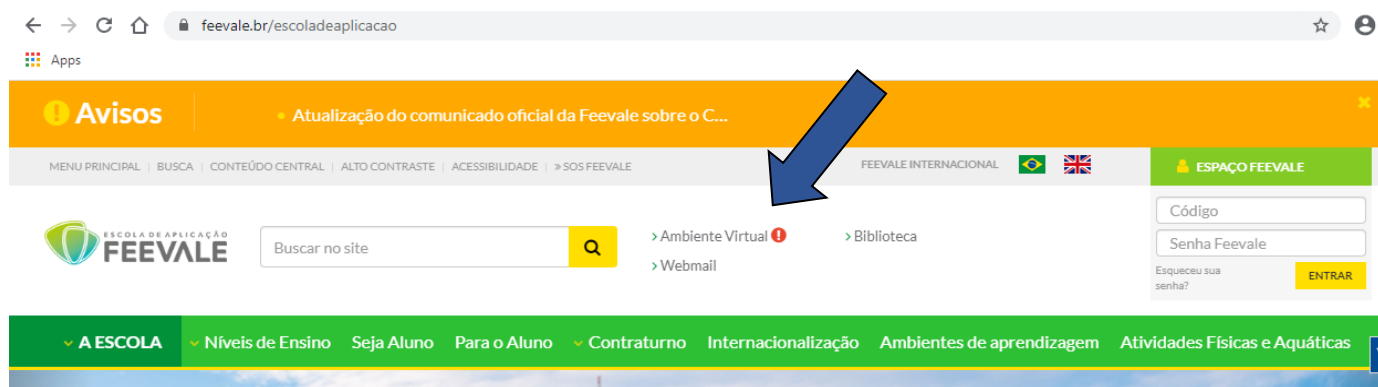 feevale.br/escoladeaplicacao
Apps
! Avisos
• Atualização do comunicado oficial da Feevale sobre o C...
MENU PRINCIPAL | BUSCA | CONTEÚDO CENTRAL | ALTO CONTRASTE | ACESSIBILIDADE | » SOS FEEVALE
FEEVALE INTERNACIONAL
ESPAÇO FEEVALE
ESCOLA DE APLICAÇÃO
FEEVALE
Buscar no site
> Ambiente Virtual !
> Biblioteca
> Webmail
Código
Senha Feevale
Esqueceu sua
senha?
ENTRAR
A ESCOLA Níveis de Ensino Seja Aluno Para o Aluno Contraturno Internacionalização Ambientes de aprendizagem Atividades Físicas e Aquáticas